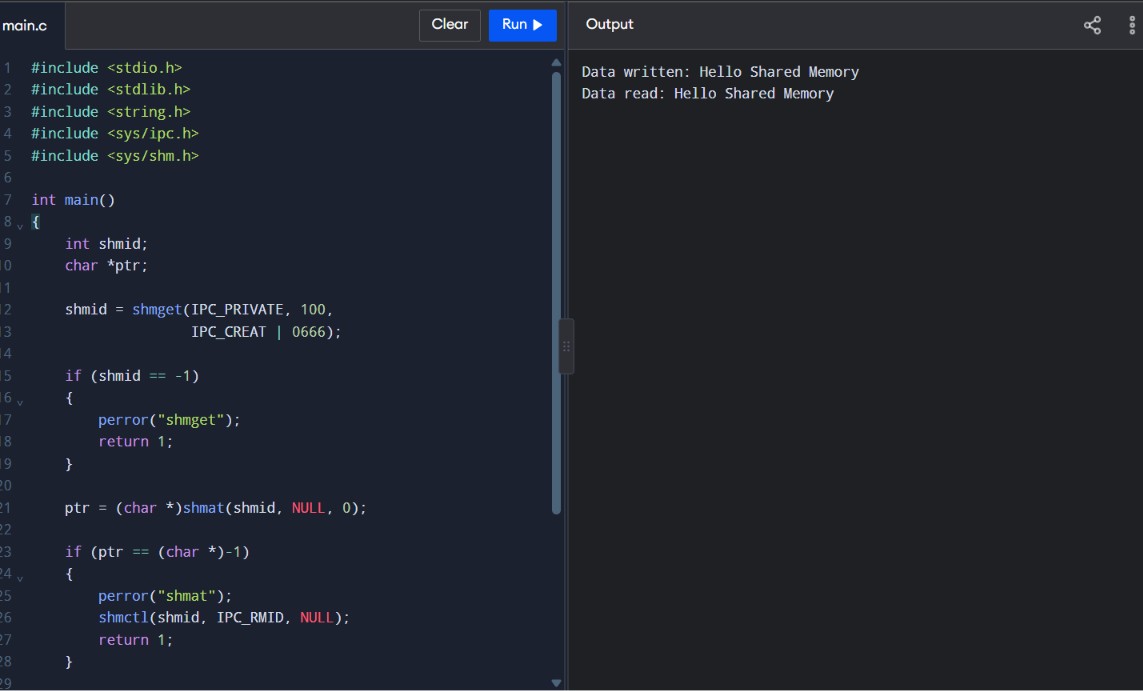 main.c
Clear
Run
Output
1 #include <stdio.h>
2 #include <stdlib.h>
3 #include <string.h>
4 #include <sys/ipc.h>
5 #include <sys/shm.h>
6
7 int main()
8 {
9     int shmid;
10     char *ptr;
11
12     shmid = shmget(IPC_PRIVATE, 100,
13                    IPC_CREAT | 0666);
14
15     if (shmid == -1)
16     {
17         perror("shmget");
18         return 1;
19     }
20
21     ptr = (char *)shmat(shmid, NULL, 0);
22
23     if (ptr == (char *)-1)
24     {
25         perror("shmat");
26         shmctl(shmid, IPC_RMID, NULL);
27         return 1;
28     }
29
Data written: Hello Shared Memory
Data read: Hello Shared Memory